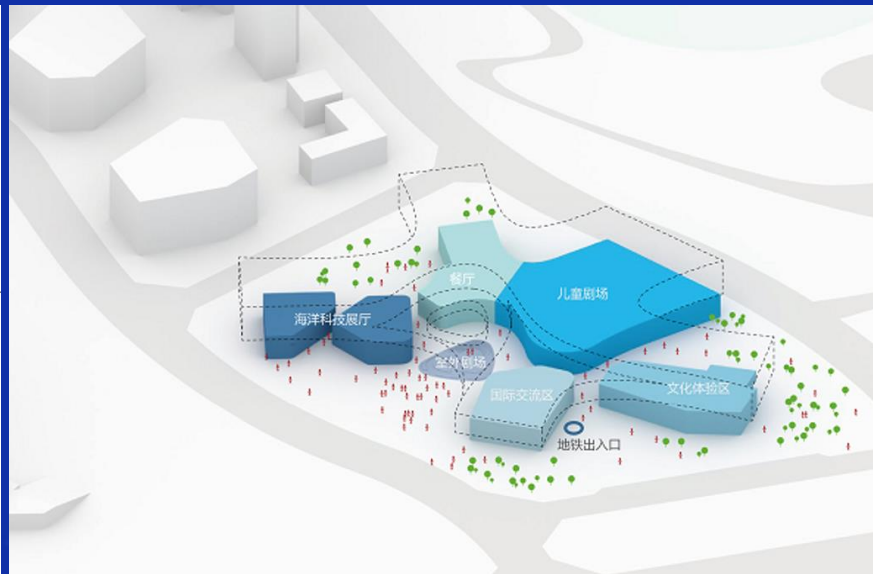 餐厅
儿童剧场
海洋科技展厅
室外剧场
国际交流区
文化体验区
地铁出入口